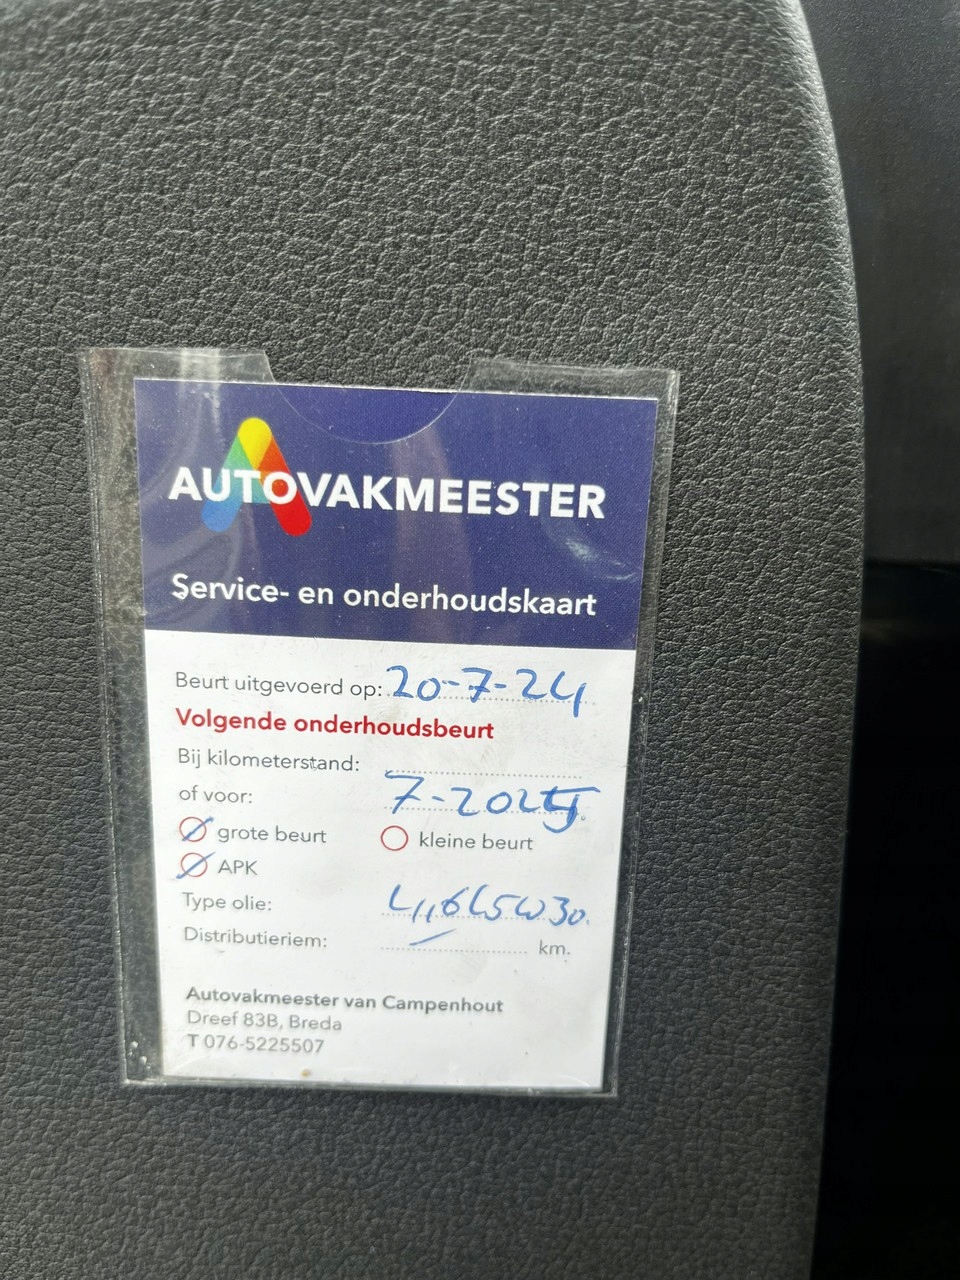 AUTOVAKMEESTER
Service- en onderhoudskaart
Beurt uitgevoerd op: 20-7-24
Volgende onderhoudsbeurt
Bij kilometerstand:
of voor: 7-2025
grote beurt kleine beurt
APK
Type olie: 5W30
Distributieriem: km.
Autovakmeester van Campenhout
Dreef 83B, Breda
T 076-5225507